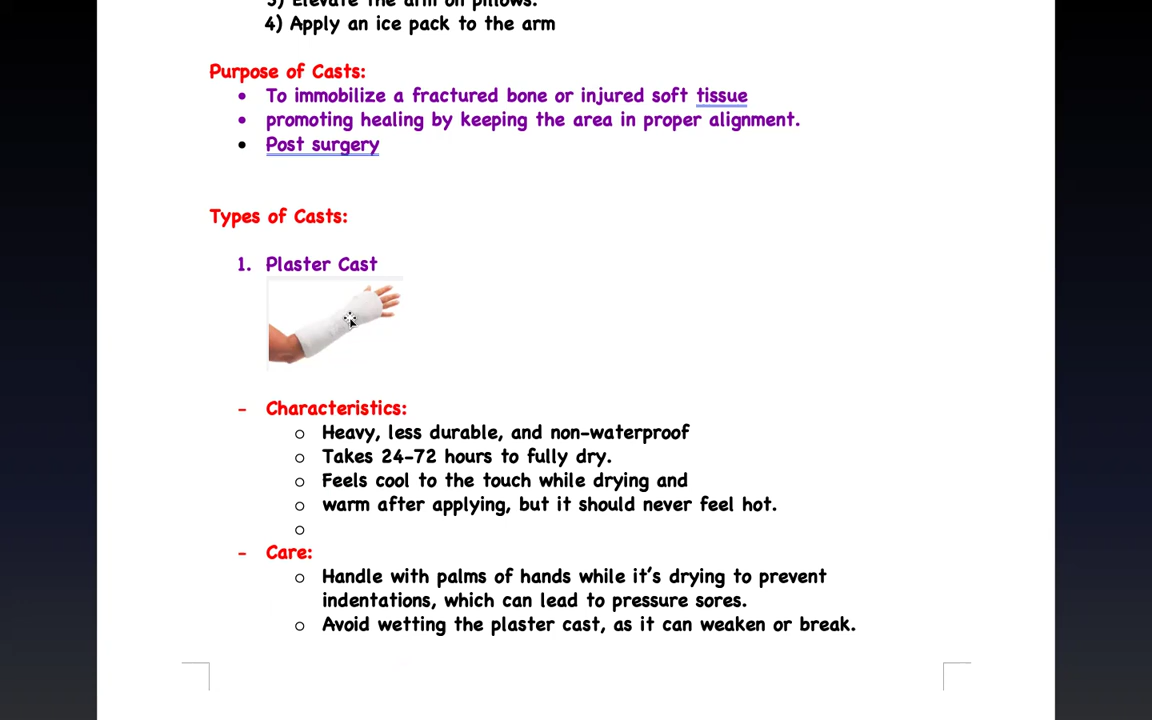 3) Elevate the arm on pillows.
4) Apply an ice pack to the arm
Purpose of Casts:
• To immobilize a fractured bone or injured soft tissue
• promoting healing by keeping the area in proper alignment.
• Post surgery
Types of Casts:
1. Plaster Cast
- Characteristics:
o Heavy, less durable, and non-waterproof
o Takes 24-72 hours to fully dry.
o Feels cool to the touch while drying and
o warm after applying, but it should never feel hot.
o
- Care:
o Handle with palms of hands while it's drying to prevent
indentations, which can lead to pressure sores.
o Avoid wetting the plaster cast, as it can weaken or break.